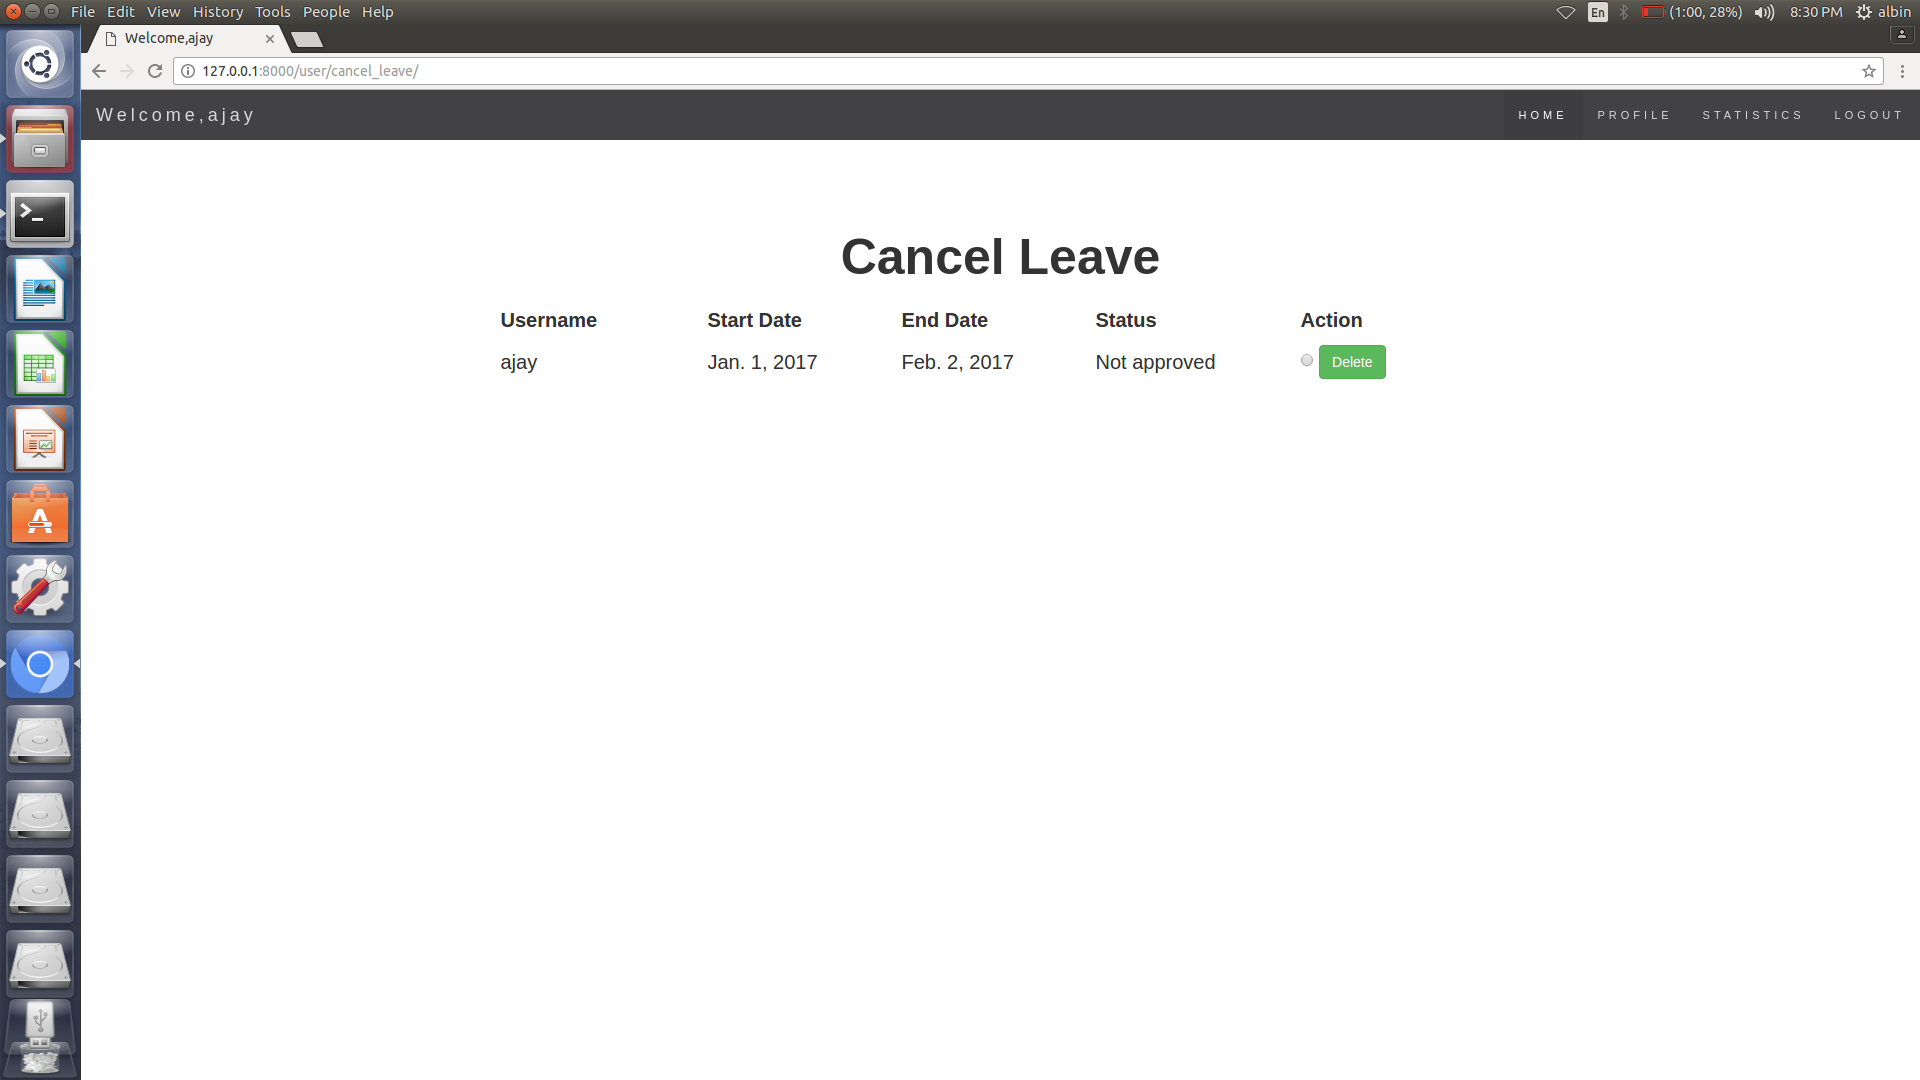 File Edit View History Tools People Help
En (1:00, 28%) 8:30 PM albin
Welcome,ajay
127.0.0.1:8000/user/cancel_leave/
Welcome,ajay
HOME PROFILE STATISTICS LOGOUT
Cancel Leave
Username Start Date End Date Status Action
ajay Jan. 1, 2017 Feb. 2, 2017 Not approved Delete